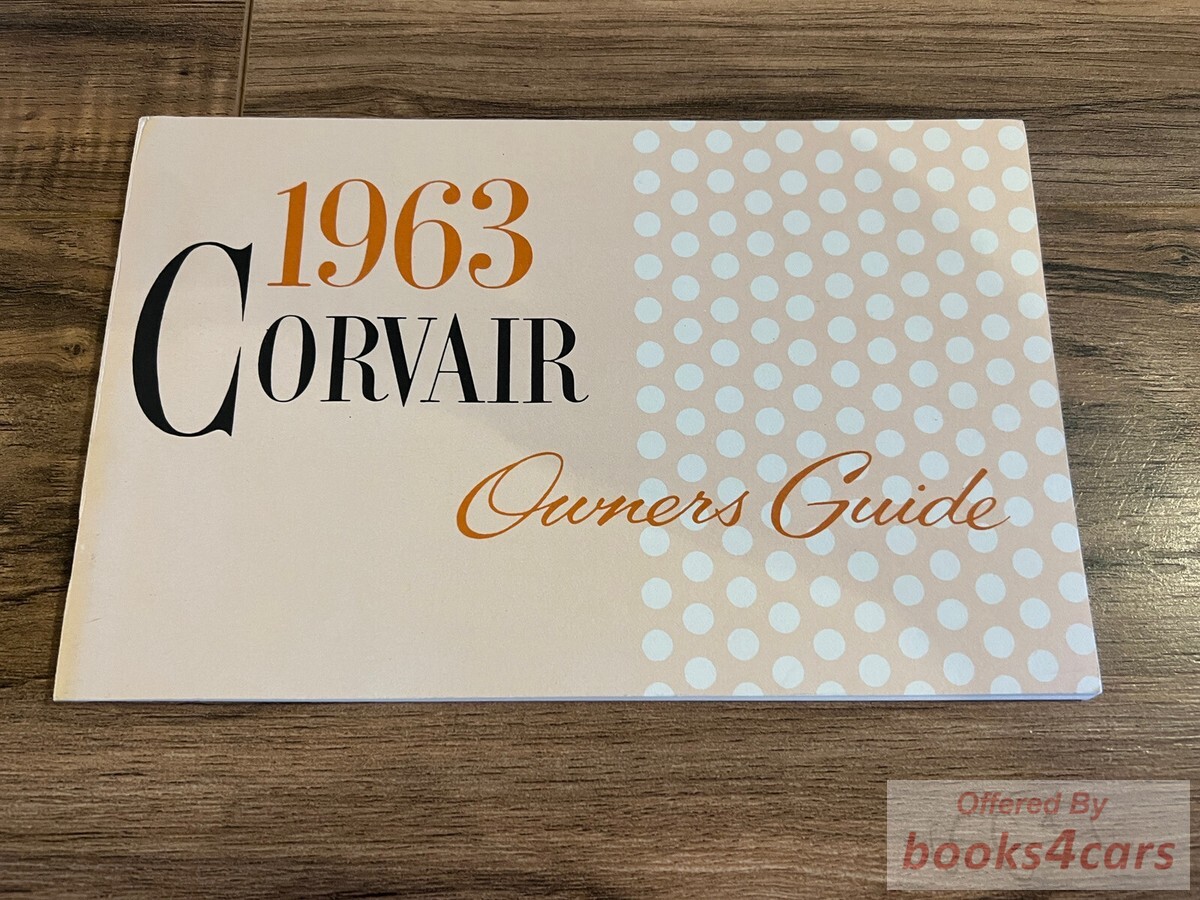 1963
CORVAIR
Owners Guide
Offered By
books4cars